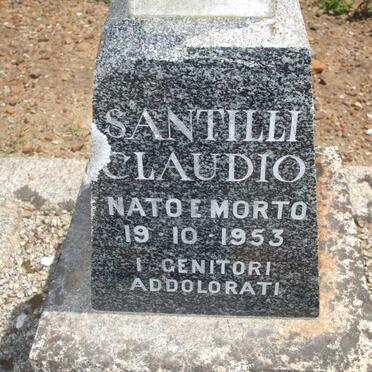 SANTILLI
CLAUDIO
NATO E MORTO
19 10 1953
I GENITORI
ADDOLORATI